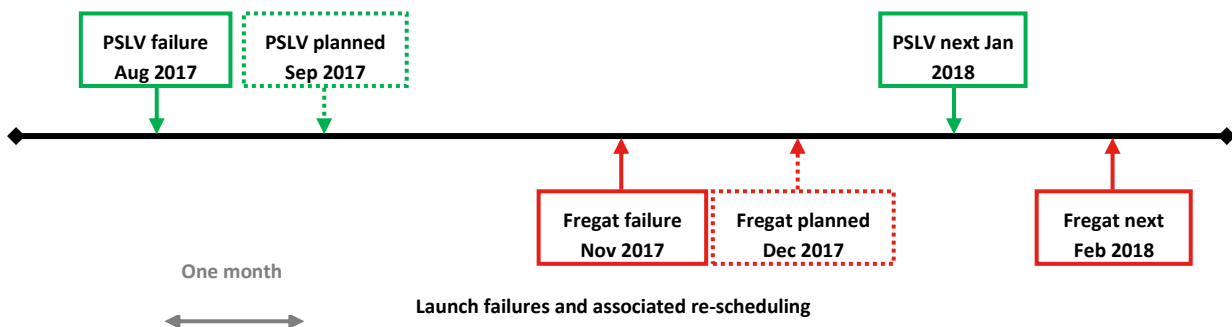 PSLV failure
Aug 2017
PSLV planned
Sep 2017
PSLV next Jan
2018
Fregat failure
Nov 2017
Fregat planned
Dec 2017
Fregat next
Feb 2018
One month
Launch failures and associated re-scheduling